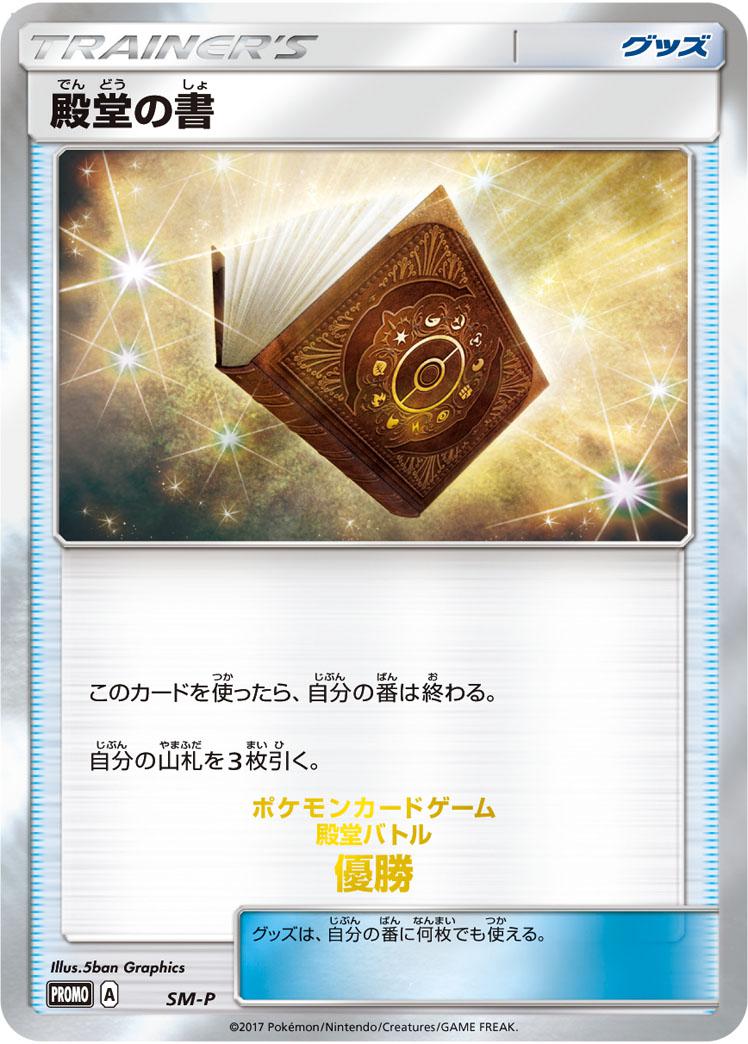 TRAINER'S
グッズ
でんどう しょ
殿堂の書
つか じぶん ばん お
このカードを使ったら、自分の番は終わる。
じぶん やまふだ まいひ
自分の山札を3枚引く。
ポケモンカードゲーム
殿堂バトル
優勝
じぶん ばん なんまい つか
グッズは、自分の番に何枚でも使える。
Illus.5ban Graphics
PROMO A SM-P
©2017 Pokémon/Nintendo/Creatures/GAME FREAK.